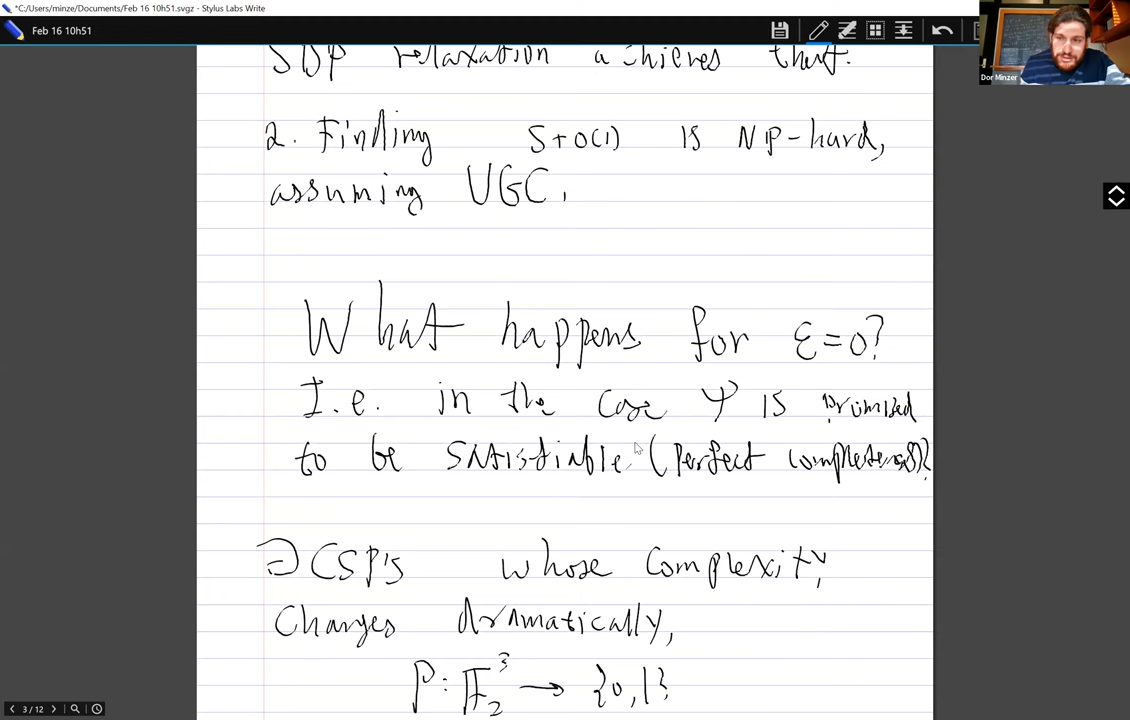 *C:/Users/minze/Documents/Feb 16 10h51.svgz - Stylus Labs Write
Feb 16 10h51
Dor Minzer
SDP relaxation achieves that.
2. Finding S+o(1) is NP-hard,
assuming UGC.
What happens for ε=0?
I.e. in the case Ψ is promised
to be satisfiable (perfect completeness)?
∃ CSP's whose complexity
changes dramatically,
P: 𝔽₂³ → {0,1}
3 / 12